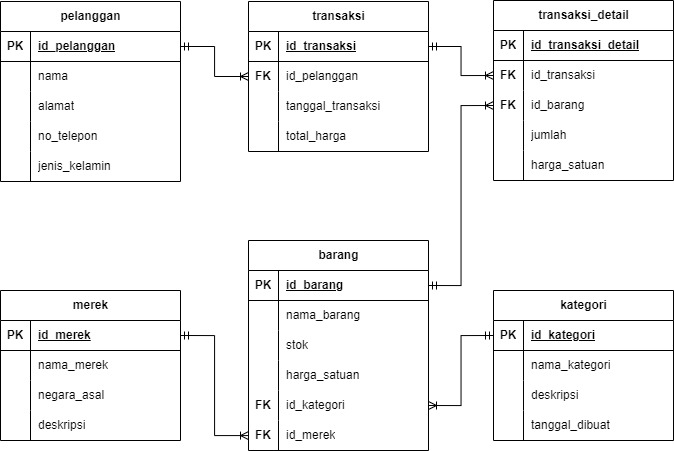 pelanggan
PK id_pelanggan
nama
alamat
no_telepon
jenis_kelamin
transaksi
PK id_transaksi
FK id_pelanggan
tanggal_transaksi
total_harga
transaksi_detail
PK id_transaksi_detail
FK id_transaksi
FK id_barang
jumlah
harga_satuan
merek
PK id_merek
nama_merek
negara_asal
deskripsi
barang
PK id_barang
nama_barang
stok
harga_satuan
FK id_kategori
FK id_merek
kategori
PK id_kategori
nama_kategori
deskripsi
tanggal_dibuat